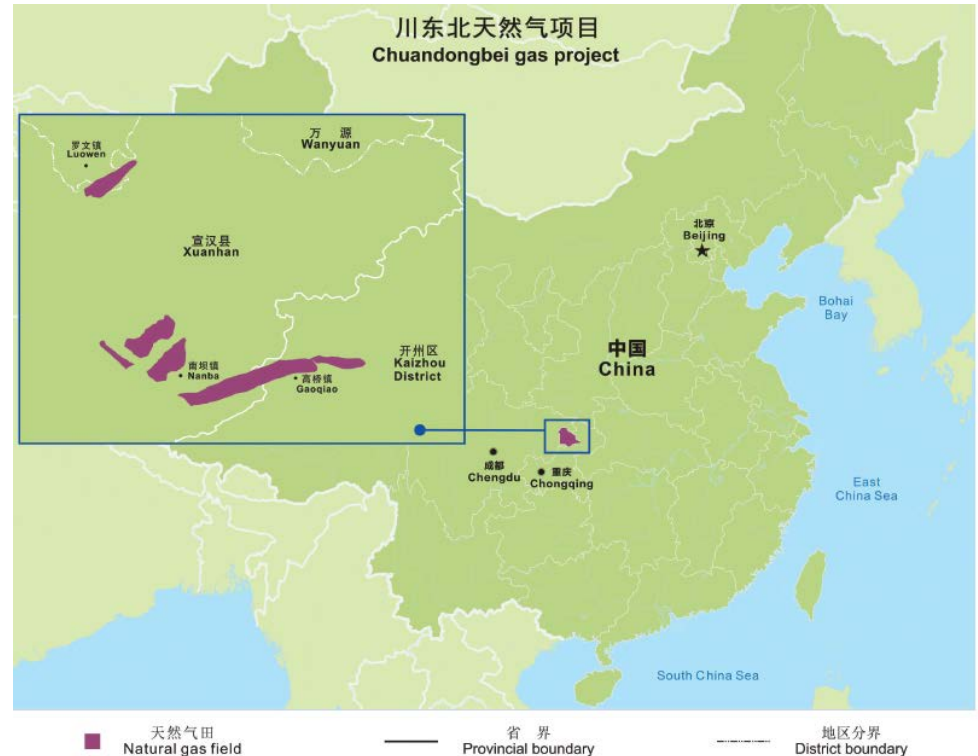 川东北天然气项目
Chuandongbei gas project
罗文镇
Luowen
万 源
Wanyuan
宣汉县
Xuanhan
南坝镇
Nanba
高桥镇
Gaoqiao
开州区
Kaizhou
District
北京
Beijing
Bohai
Bay
中国
China
成都
Chengdu
重庆
Chongqing
East
China Sea
South China Sea
天然气田
Natural gas field
省 界
Provincial boundary
地区分界
District boundary